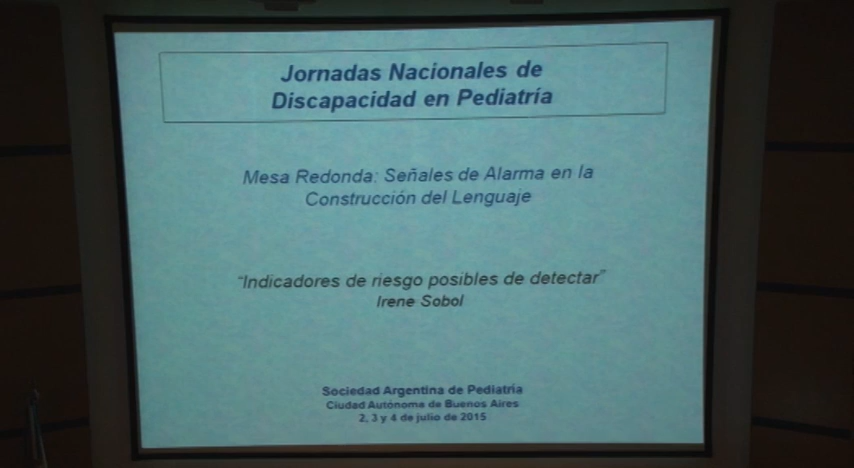 Jornadas Nacionales de
Discapacidad en Pediatría
Mesa Redonda: Señales de Alarma en la
Construcción del Lenguaje
"Indicadores de riesgo posibles de detectar"
Irene Sobol
Sociedad Argentina de Pediatría
Ciudad Autónoma de Buenos Aires
2, 3 y 4 de julio de 2015